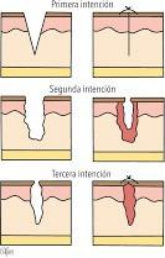 Primera intención
Segunda intención
Tercera intención